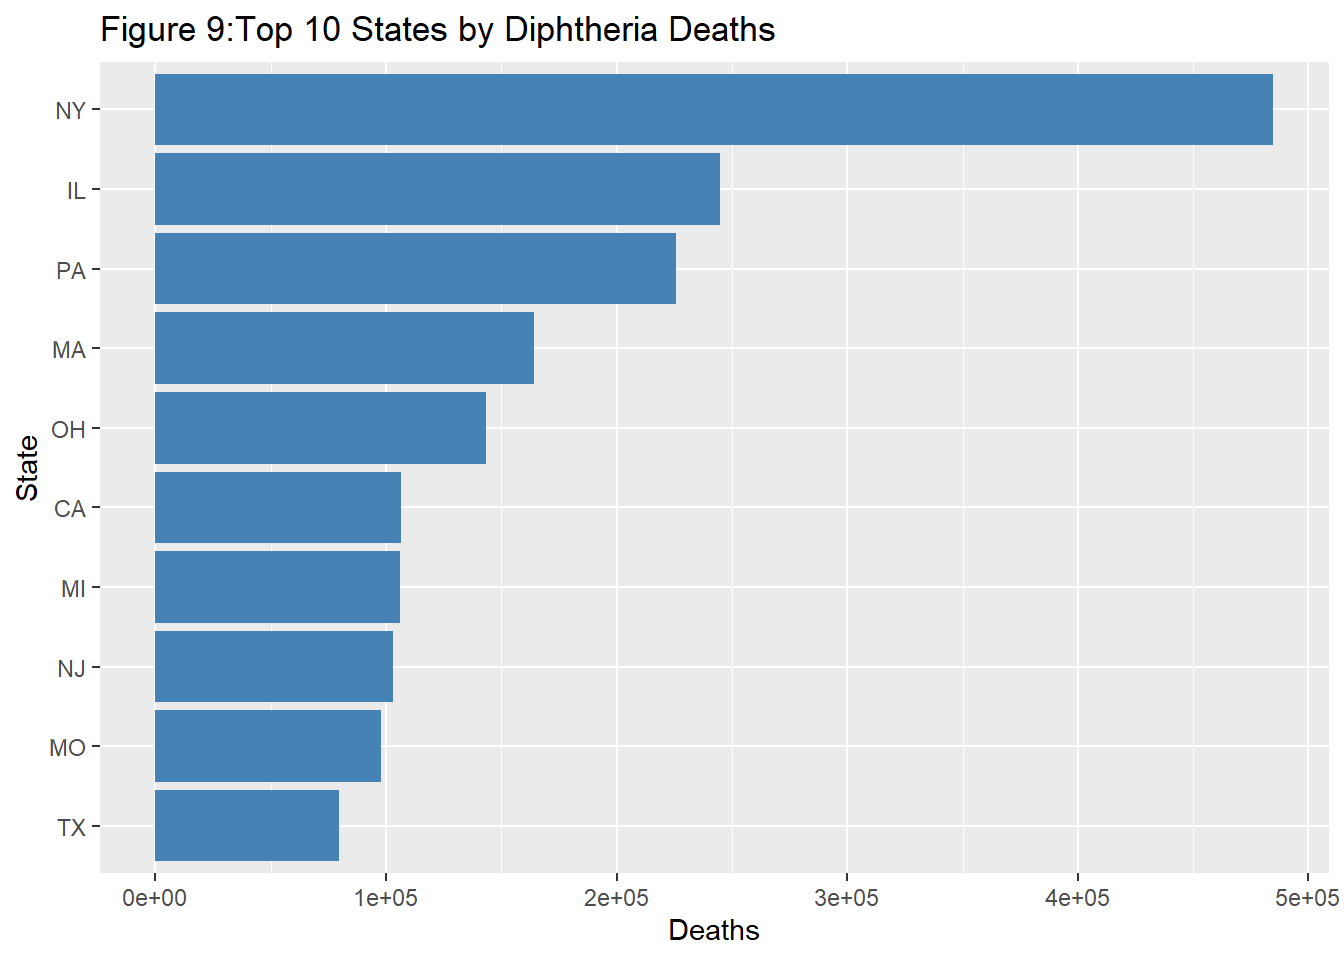 Figure 9:Top 10 States by Diphtheria Deaths
NY
IL
PA
MA
OH
CA
MI
NJ
MO
TX
State
0e+00 1e+05 2e+05 3e+05 4e+05 5e+05
Deaths